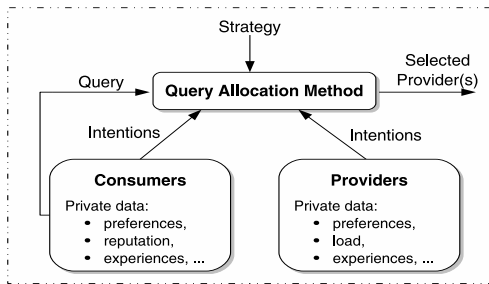 Strategy
Selected
Provider(s)
Query
Query Allocation Method
Intentions
Intentions
Consumers
Private data:
• preferences,
• reputation,
• experiences, ...
Providers
Private data:
• preferences,
• load,
• experiences, ...